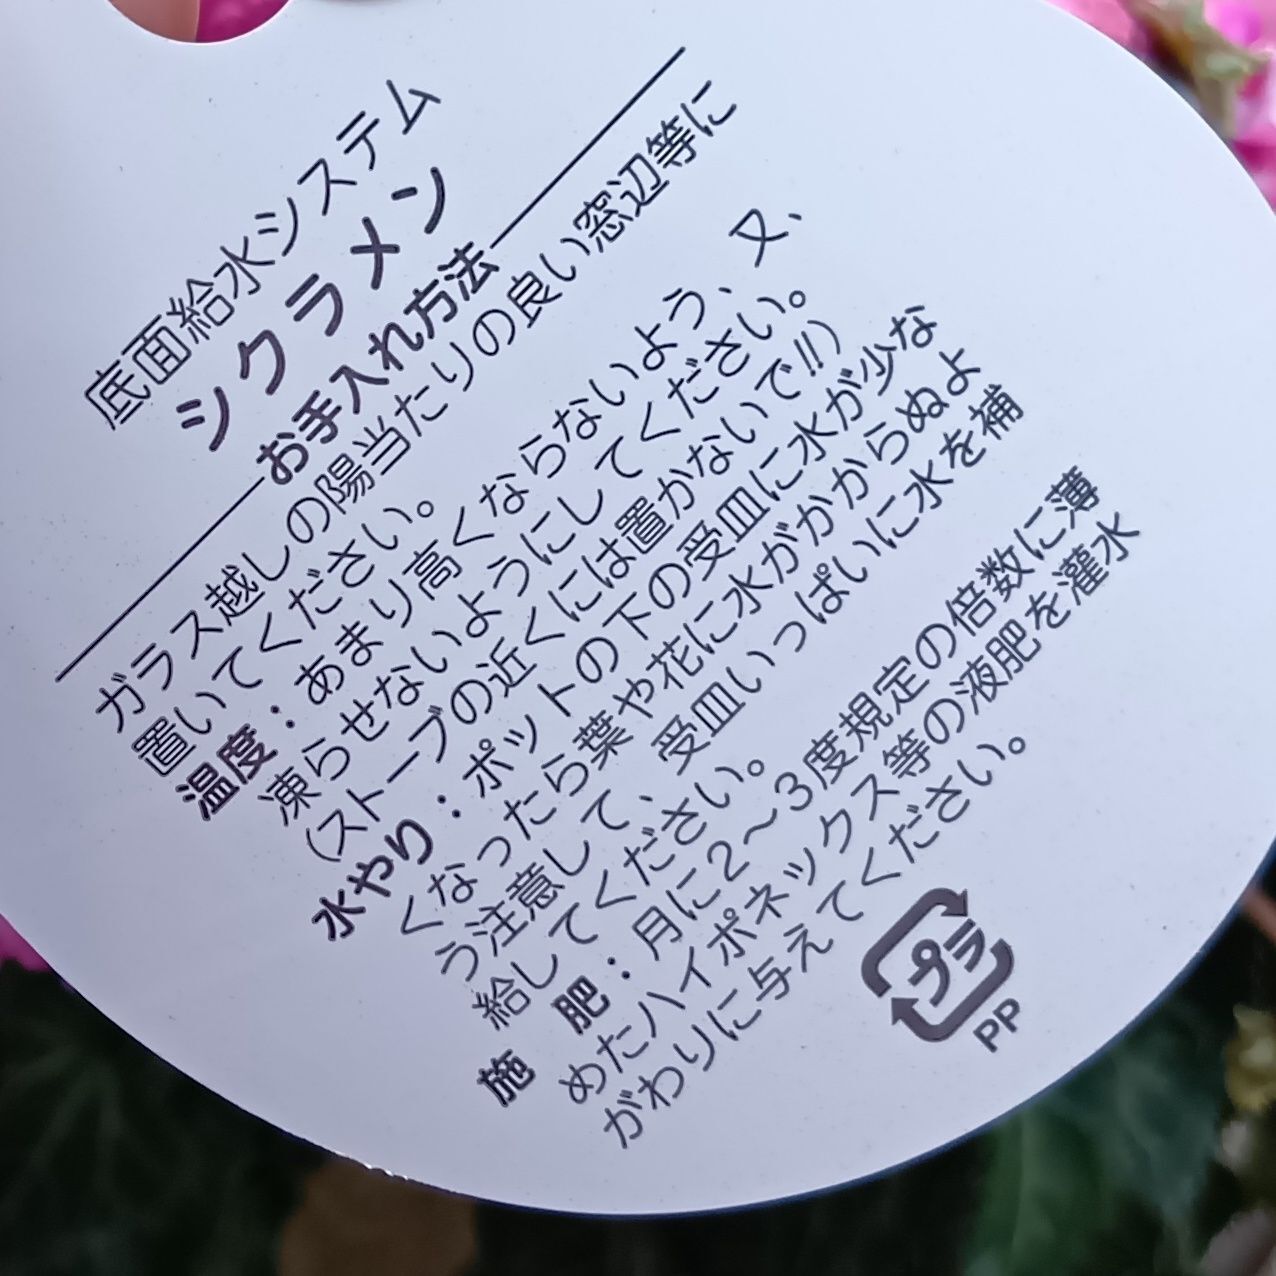 底面給水システム
シクラメン
お手入れ方法
ガラス越しの陽当たりの良い窓辺等に
置いてください。
温度：あまり高くならないよう、又、
凍らせないようにしてください。
(ストーブの近くには置かないで!!)
水やり：ポットの下の受皿に水が少な
くなったら葉や花に水がかからぬよ
う注意して、受皿いっぱいに水を補
給してください。
施　肥：月に2～3度規定の倍数に薄
めたハイポネックス等の液肥を灌水
がわりに与えてください。
プラ
PP